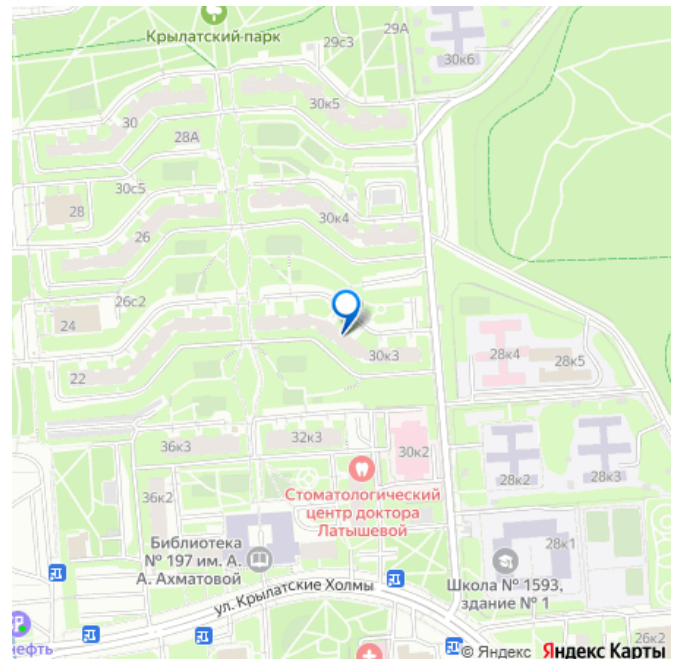 29с3
29А
Крылатский парк
30к6
30к5
30
28А
30с5
28
30к4
26
26с2
24
30к3
28к4
28к5
22
36к3
32к3
30к2
36к2
28к2
28к3
Стоматологический
центр доктора
Латышевой
Библиотека
№ 197 им. А.
А. Ахматовой
28к1
Школа № 1593,
здание № 1
ул. Крылатские Холмы
нефть
26к2
© Яндекс Яндекс Карты